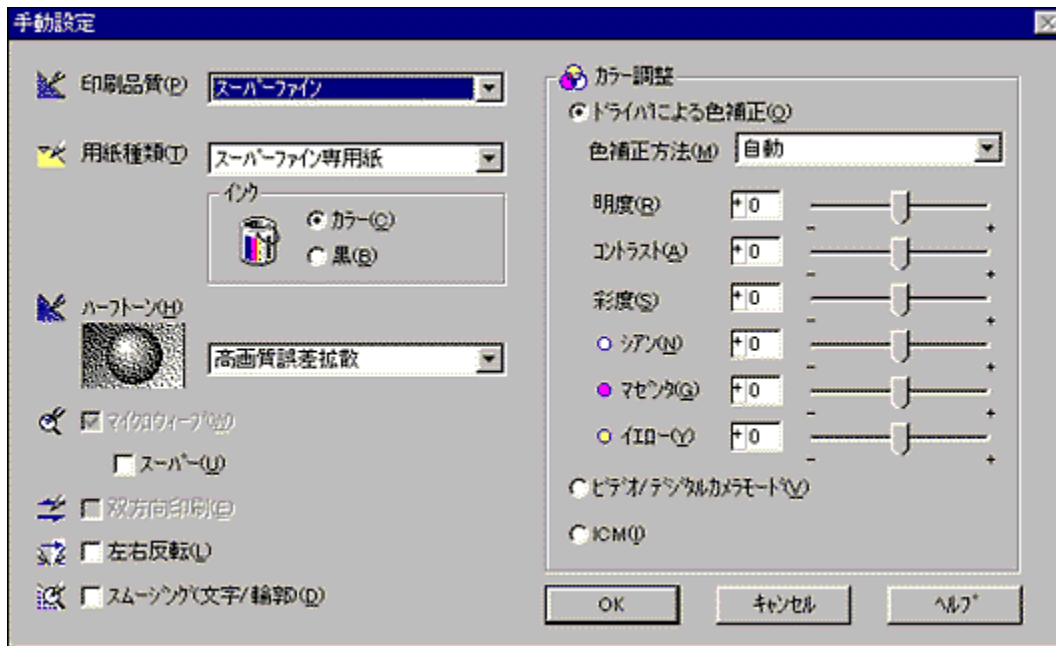 手動設定
印刷品質(P)
スーパーファイン
用紙種類(T)
スーパーファイン専用紙
インク
カラー(C)
黒(B)
ハーフトーン(H)
高画質誤差拡散
マイクロウィーブ(W)
スーパー(U)
双方向印刷(E)
左右反転(L)
スムージング(文字/輪郭)(D)
カラー調整
ドライバによる色補正(O)
色補正方法(M) 自動
明度(R) +0 - +
コントラスト(A) +0 - +
彩度(S) +0 - +
シアン(N) +0 - +
マゼンタ(G) +0 - +
イエロー(Y) +0 - +
ビデオ/デジタルカメラモード(V)
ICM(I)
OK キャンセル ヘルプ